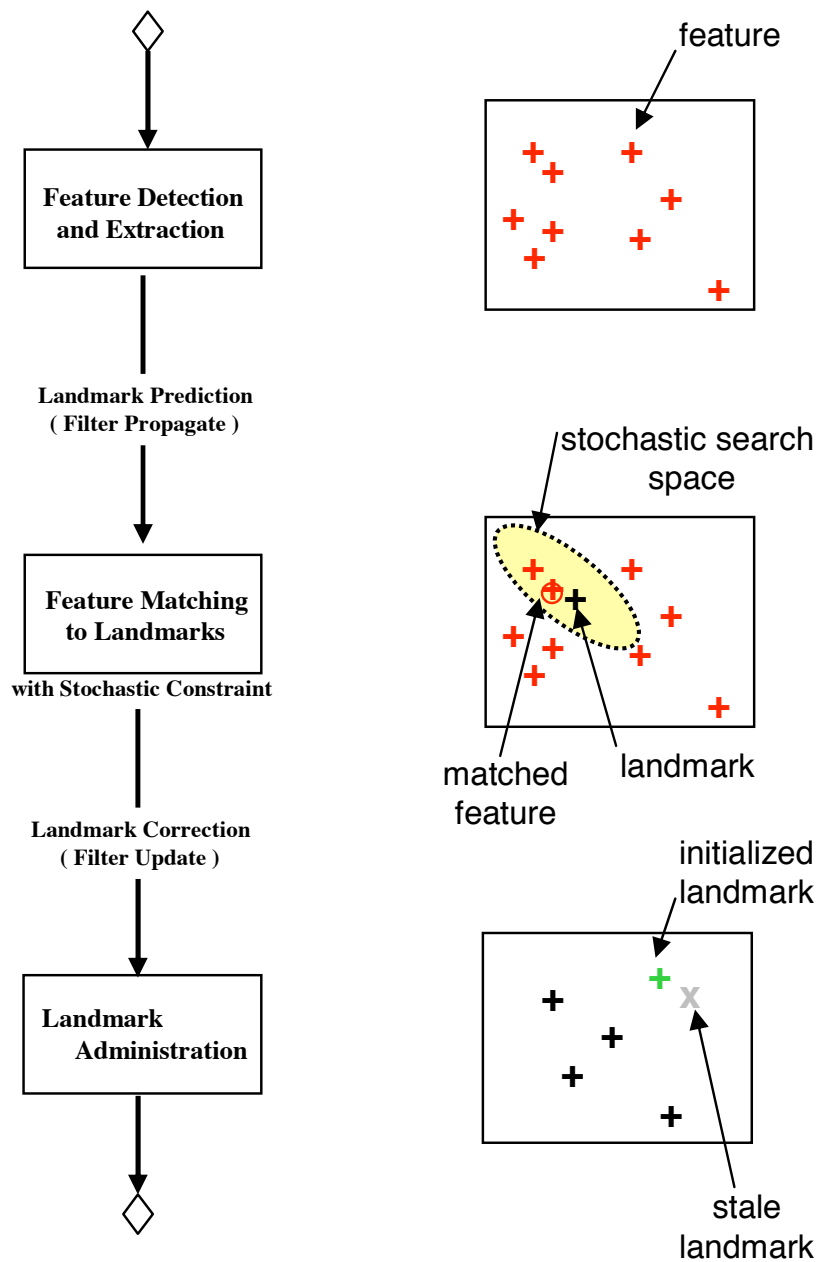 feature
Feature Detection
and Extraction
Landmark Prediction
( Filter Propagate )
stochastic search
space
Feature Matching
to Landmarks
with Stochastic Constraint
matched
feature
landmark
Landmark Correction
( Filter Update )
initialized
landmark
Landmark
Administration
stale
landmark